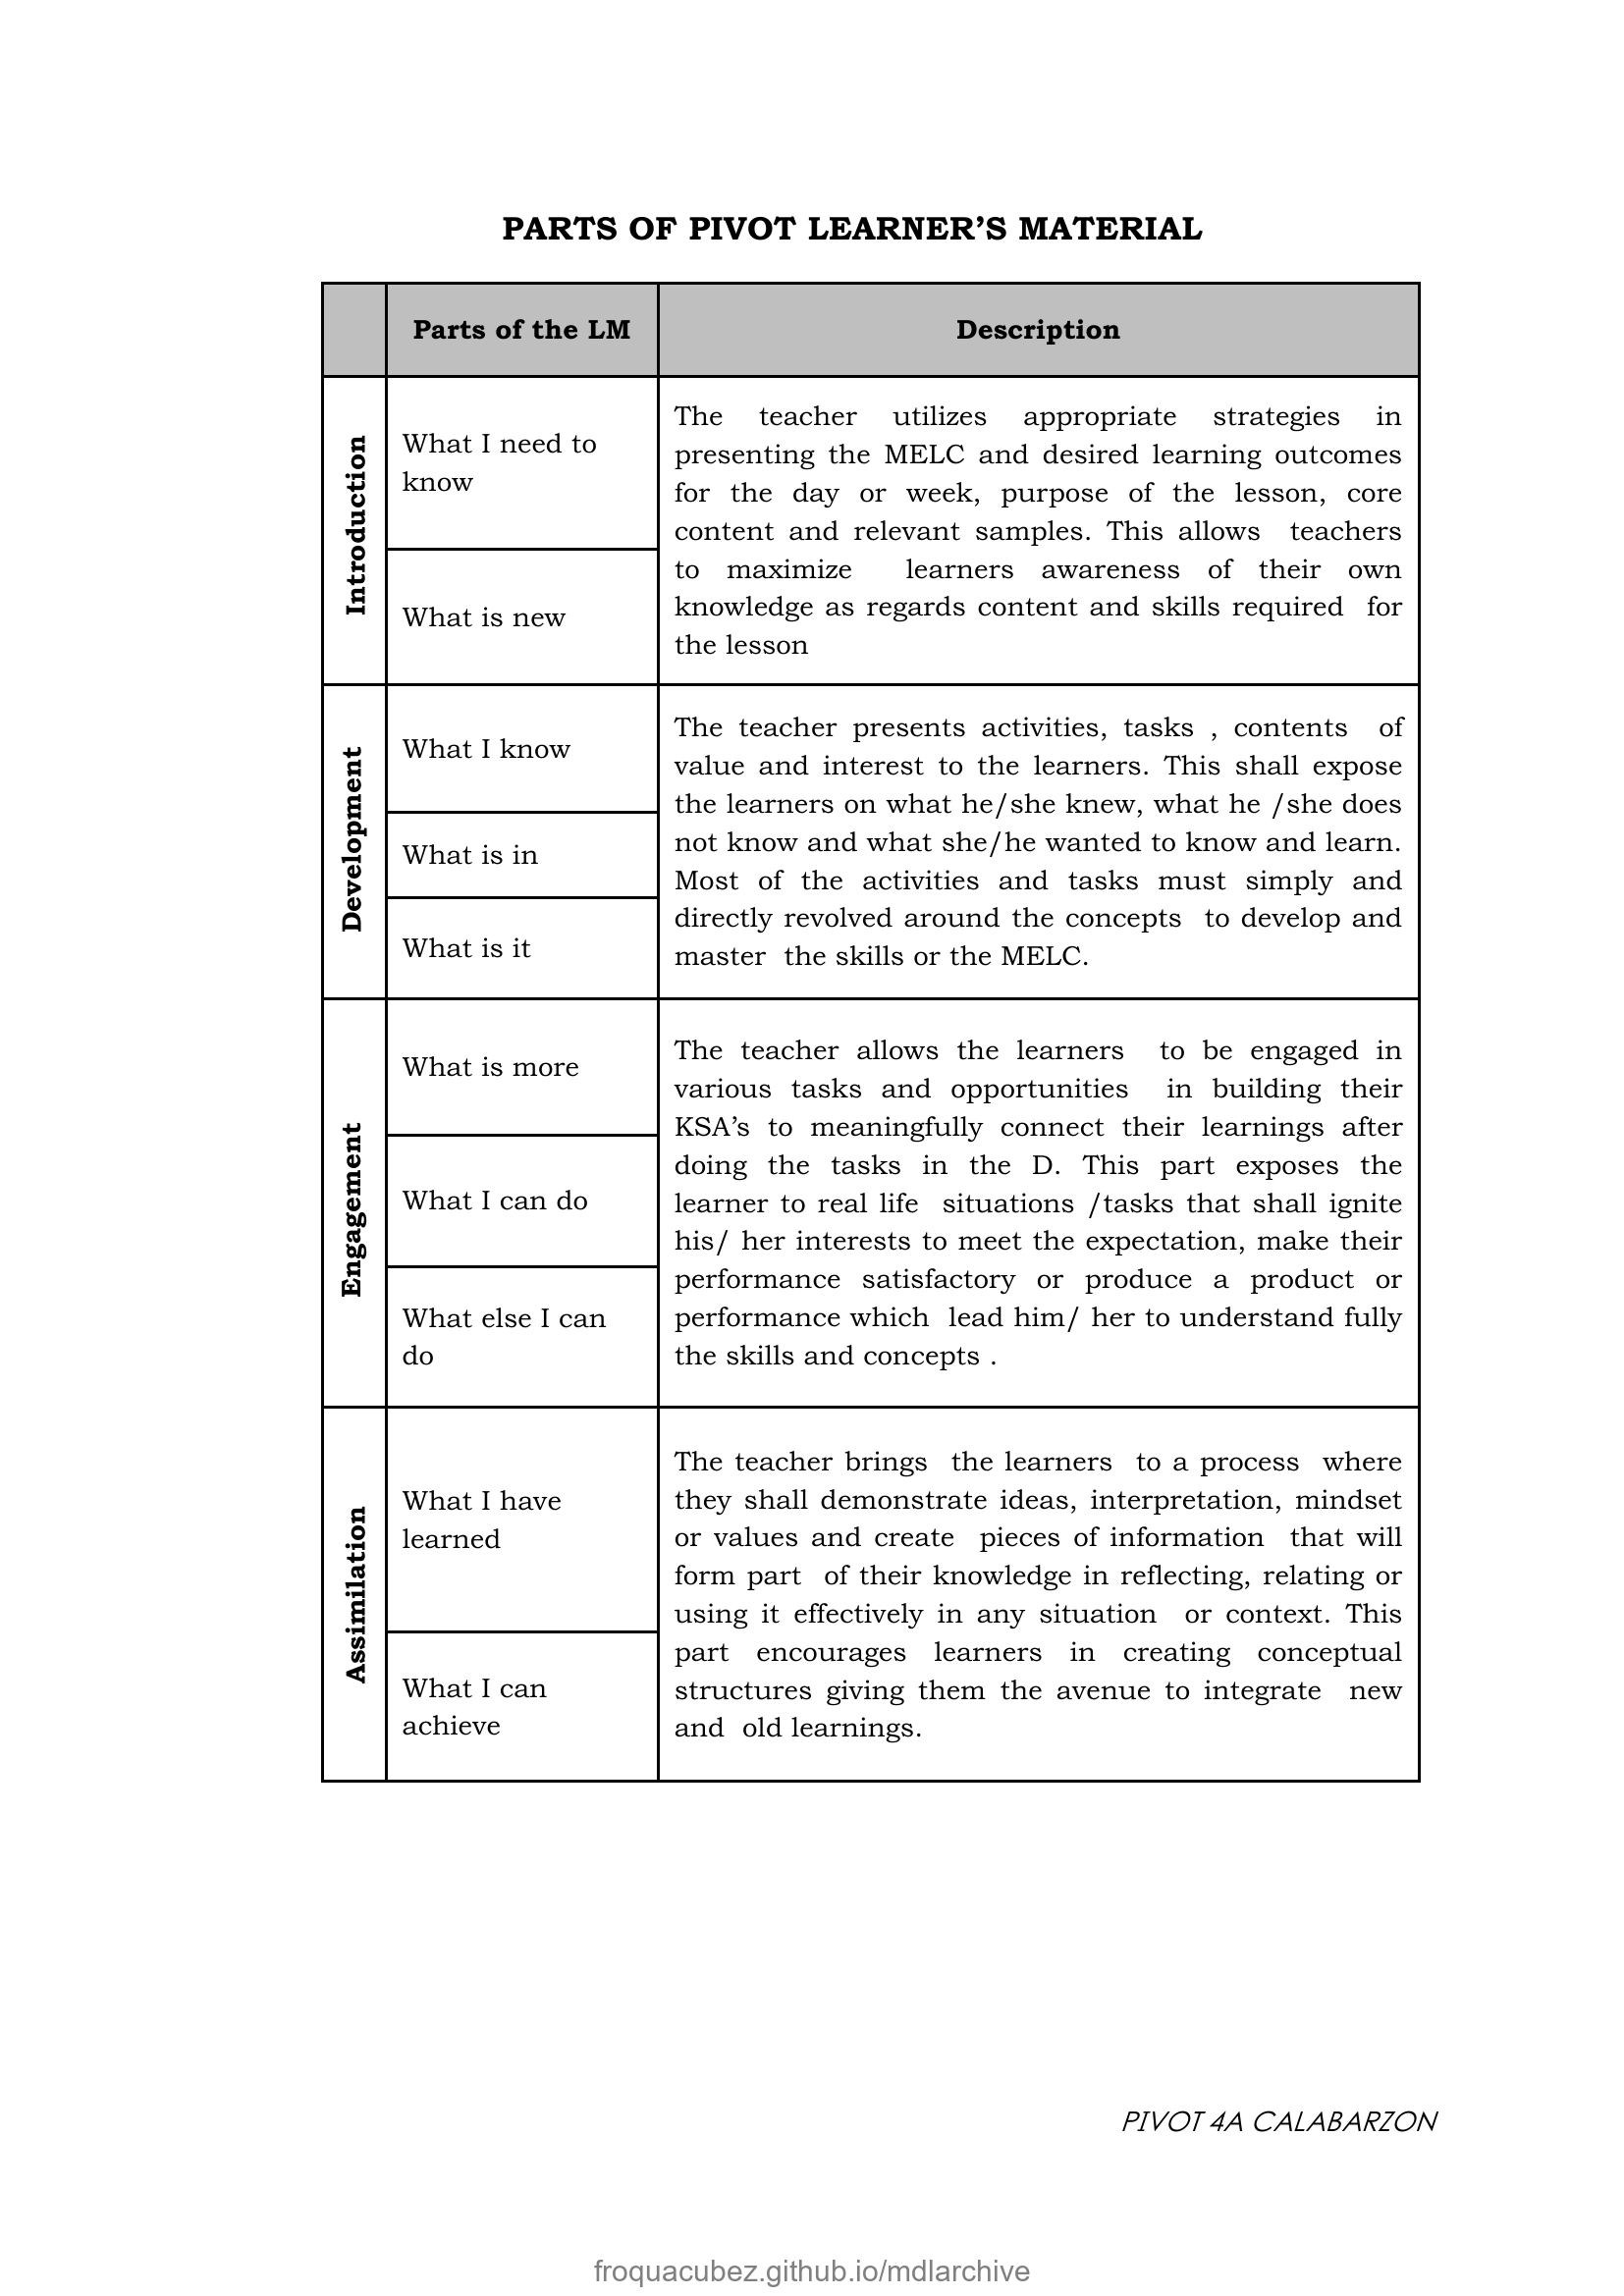 PARTS OF PIVOT LEARNER'S MATERIAL
Parts of the LM
Description
Introduction
What I need to
know
What is new
The teacher utilizes appropriate strategies in
presenting the MELC and desired learning outcomes
for the day or week, purpose of the lesson, core
content and relevant samples. This allows teachers
to maximize learners awareness of their own
knowledge as regards content and skills required for
the lesson
Development
What I know
What is in
What is it
The teacher presents activities, tasks , contents of
value and interest to the learners. This shall expose
the learners on what he/she knew, what he /she does
not know and what she/he wanted to know and learn.
Most of the activities and tasks must simply and
directly revolved around the concepts to develop and
master the skills or the MELC.
Engagement
What is more
What I can do
What else I can
do
The teacher allows the learners to be engaged in
various tasks and opportunities in building their
KSA's to meaningfully connect their learnings after
doing the tasks in the D. This part exposes the
learner to real life situations /tasks that shall ignite
his/ her interests to meet the expectation, make their
performance satisfactory or produce a product or
performance which lead him/ her to understand fully
the skills and concepts .
Assimilation
What I have
learned
What I can
achieve
The teacher brings the learners to a process where
they shall demonstrate ideas, interpretation, mindset
or values and create pieces of information that will
form part of their knowledge in reflecting, relating or
using it effectively in any situation or context. This
part encourages learners in creating conceptual
structures giving them the avenue to integrate new
and old learnings.
PIVOT 4A CALABARZON
froquacubez.github.io/mdlarchive